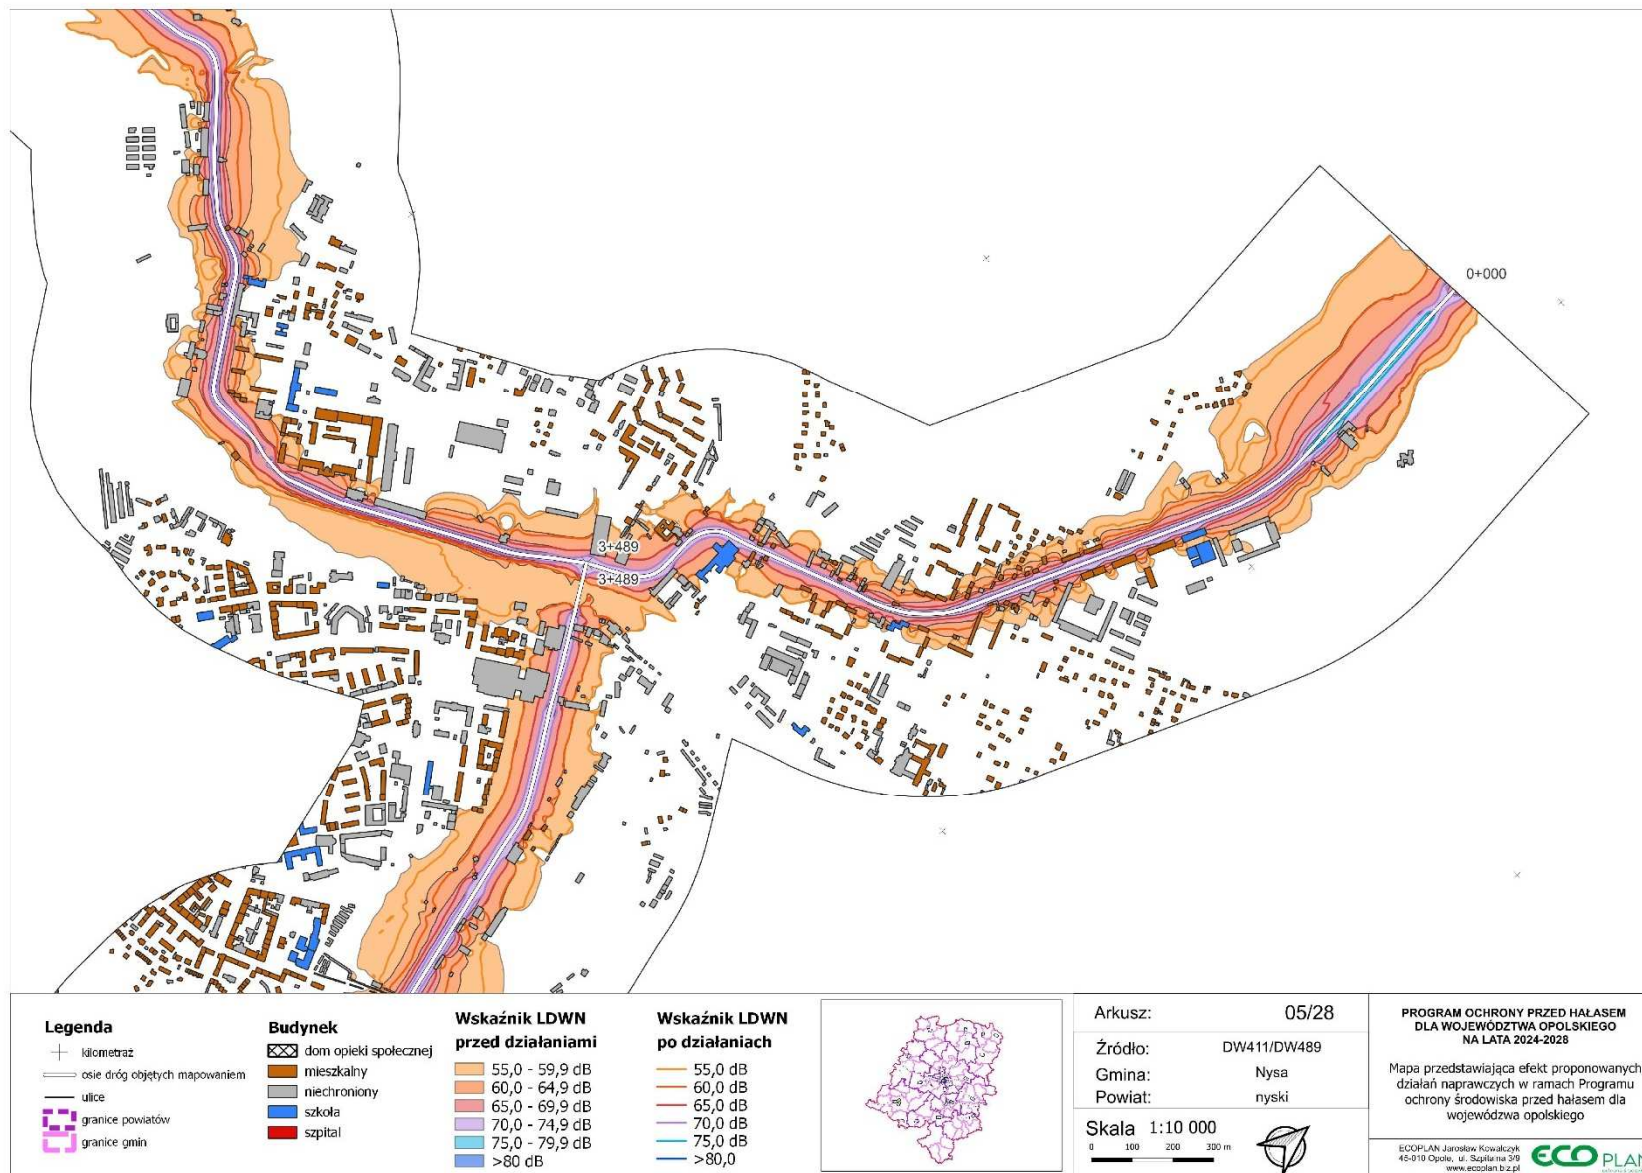 0+000
3+489
3+489
Legenda
kilometraż
osie dróg objętych mapowaniem
ulice
granice powiatów
granice gmin
Budynek
dom opieki społecznej
mieszkalny
niechroniony
szkoła
szpital
Wskaźnik LDWN
przed działaniami
55,0 - 59,9 dB
60,0 - 64,9 dB
65,0 - 69,9 dB
70,0 - 74,9 dB
75,0 - 79,9 dB
>80 dB
Wskaźnik LDWN
po działaniach
55,0 dB
60,0 dB
65,0 dB
70,0 dB
75,0 dB
>80,0
Arkusz: 05/28
Źródło: DW411/DW489
Gmina: Nysa
Powiat: nyski
Skala 1:10 000
0 100 200 300 m
PROGRAM OCHRONY PRZED HAŁASEM
DLA WOJEWÓDZTWA OPOLSKIEGO
NA LATA 2024-2028
Mapa przedstawiająca efekt proponowanych
działań naprawczych w ramach Programu
ochrony środowiska przed hałasem dla
województwa opolskiego
ECOPLAN Jarosław Kowalczyk
45-010 Opole, ul. Szpitalna 3/9
www.ecoplan.biz.pl
ECO PLAN